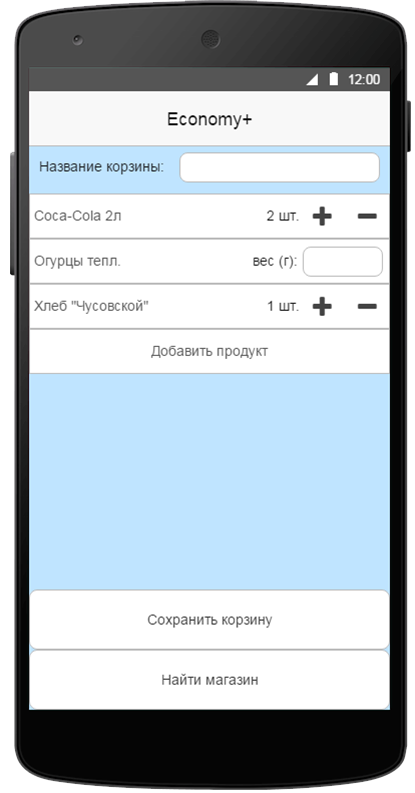 12:00
Economy+
Название корзины:
Coca-Cola 2л 2 шт.
Огурцы тепл. вес (г):
Хлеб "Чусовской" 1 шт.
Добавить продукт
Сохранить корзину
Найти магазин